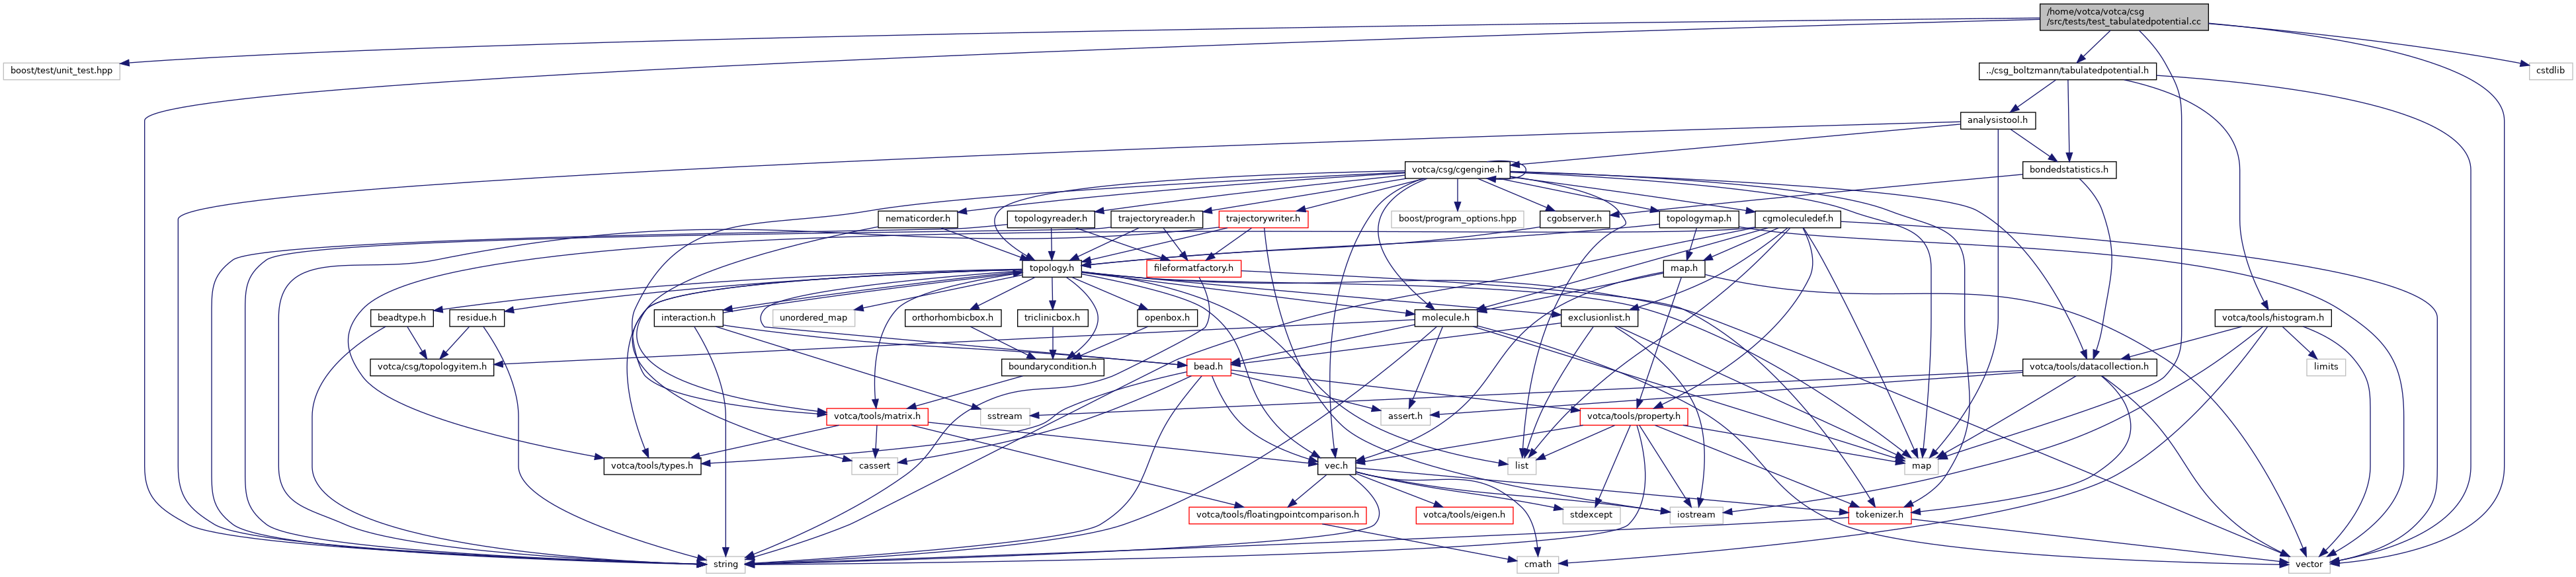 /home/votca/votca/csg
/src/tests/test_tabulatedpotential.cc
boost/test/unit_test.hpp
../csg_boltzmann/tabulatedpotential.h
cstdlib
analysistool.h
votca/csg/cgengine.h
bondedstatistics.h
nematicorder.h
topologyreader.h
trajectoryreader.h
trajectorywriter.h
boost/program_options.hpp
cgobserver.h
topologymap.h
cgmoleculedef.h
topology.h
fileformatfactory.h
map.h
beadtype.h
residue.h
interaction.h
unordered_map
orthorhombicbox.h
triclinicbox.h
openbox.h
molecule.h
exclusionlist.h
votca/tools/histogram.h
votca/csg/topologyitem.h
boundarycondition.h
bead.h
votca/tools/datacollection.h
limits
votca/tools/matrix.h
sstream
assert.h
votca/tools/property.h
votca/tools/types.h
cassert
vec.h
list
map
votca/tools/floatingpointcomparison.h
votca/tools/eigen.h
stdexcept
iostream
tokenizer.h
string
cmath
vector